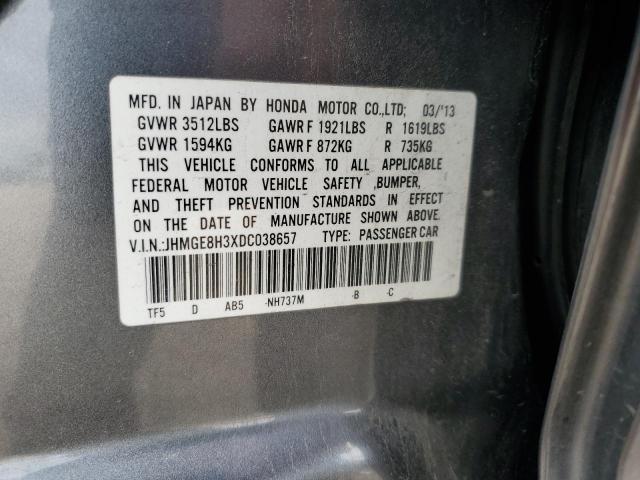 MFD. IN JAPAN BY HONDA MOTOR CO.,LTD; 03/'13
GVWR 3512LBS GAWR F 1921LBS R 1619LBS
GVWR 1594KG GAWR F 872KG R 735KG
THIS VEHICLE CONFORMS TO ALL APPLICABLE
FEDERAL MOTOR VEHICLE SAFETY ,BUMPER,
AND THEFT PREVENTION STANDARDS IN EFFECT
ON THE DATE OF MANUFACTURE SHOWN ABOVE.
V.I.N.:JHMGE8H3XDC038657 TYPE: PASSENGER CAR
TF5 D AB5 -NH737M -B -C